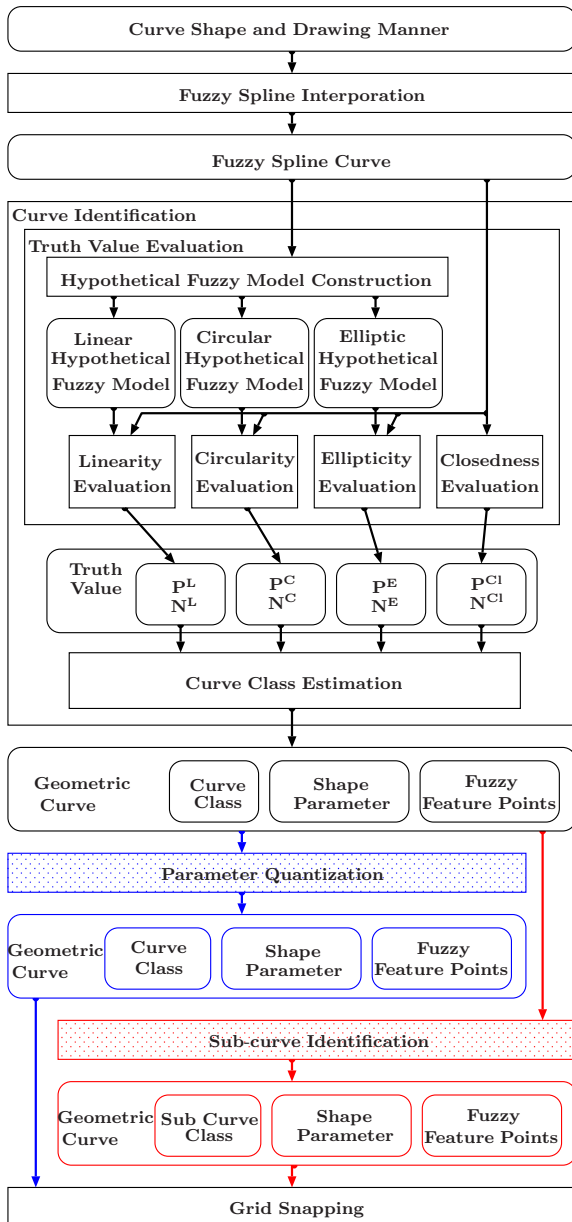 Curve Shape and Drawing Manner
Fuzzy Spline Interporation
Fuzzy Spline Curve
Curve Identification
Truth Value Evaluation
Hypothetical Fuzzy Model Construction
Linear
Hypothetical
Fuzzy Model
Circular
Hypothetical
Fuzzy Model
Elliptic
Hypothetical
Fuzzy Model
Linearity
Evaluation
Circularity
Evaluation
Ellipticity
Evaluation
Closedness
Evaluation
Truth
Value
P^L
N^L
P^C
N^C
P^E
N^E
P^Cl
N^Cl
Curve Class Estimation
Geometric
Curve
Curve
Class
Shape
Parameter
Fuzzy
Feature Points
Parameter Quantization
Geometric
Curve
Curve
Class
Shape
Parameter
Fuzzy
Feature Points
Sub-curve Identification
Geometric
Curve
Sub Curve
Class
Shape
Parameter
Fuzzy
Feature Points
Grid Snapping